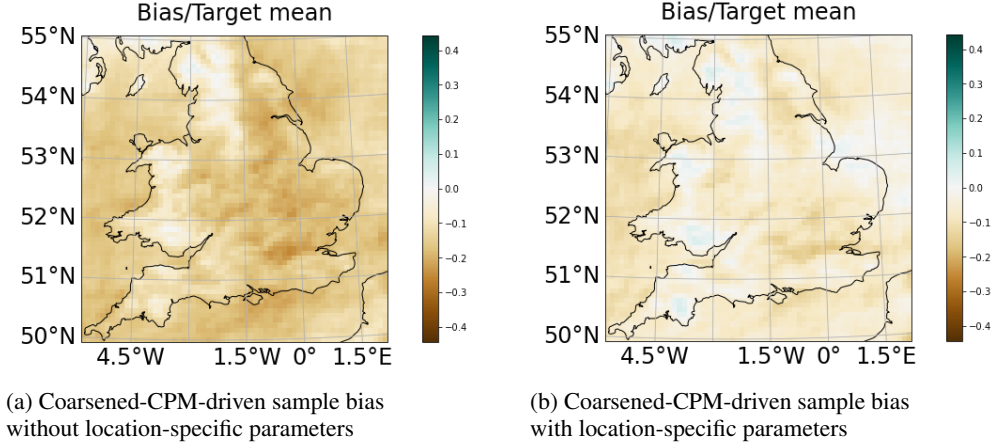 Bias/Target mean
55°N
54°N
53°N
52°N
51°N
50°N
4.5°W 1.5°W 0° 1.5°E
0.4
0.3
0.2
0.1
0.0
−0.1
−0.2
−0.3
−0.4
(a) Coarsened-CPM-driven sample bias
without location-specific parameters
Bias/Target mean
55°N
54°N
53°N
52°N
51°N
50°N
4.5°W 1.5°W 0° 1.5°E
0.4
0.3
0.2
0.1
0.0
−0.1
−0.2
−0.3
−0.4
(b) Coarsened-CPM-driven sample bias
with location-specific parameters